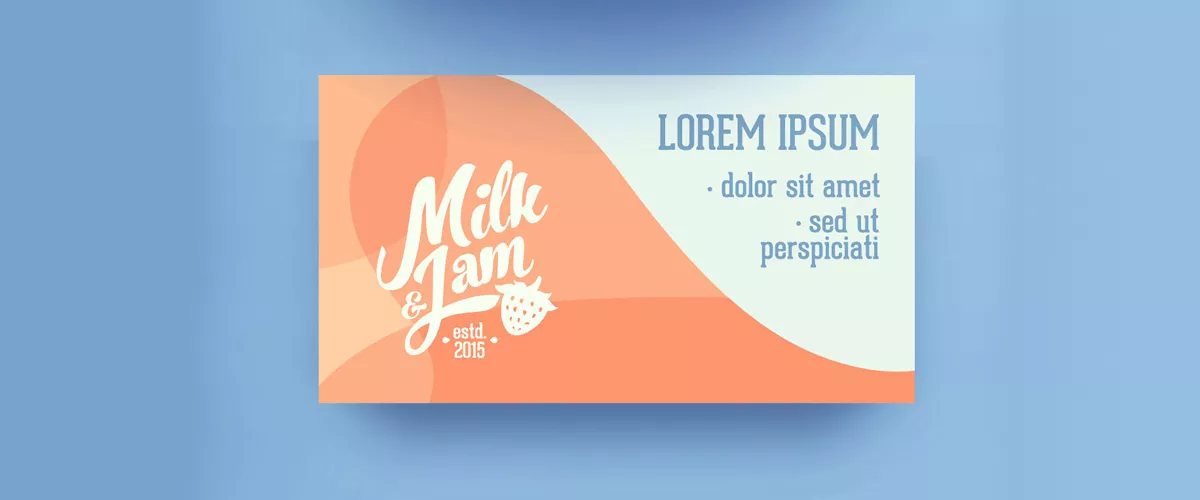 Milk
& Jam
estd.
2015
LOREM IPSUM
· dolor sit amet
· sed ut
perspiciati